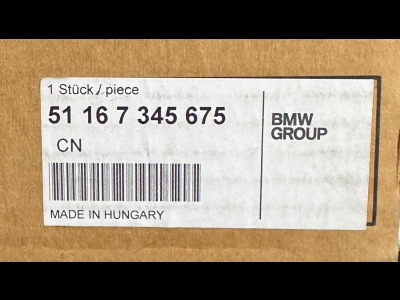 1 Stück / piece
51 16 7 345 675
CN
BMW
GROUP
MADE IN HUNGARY